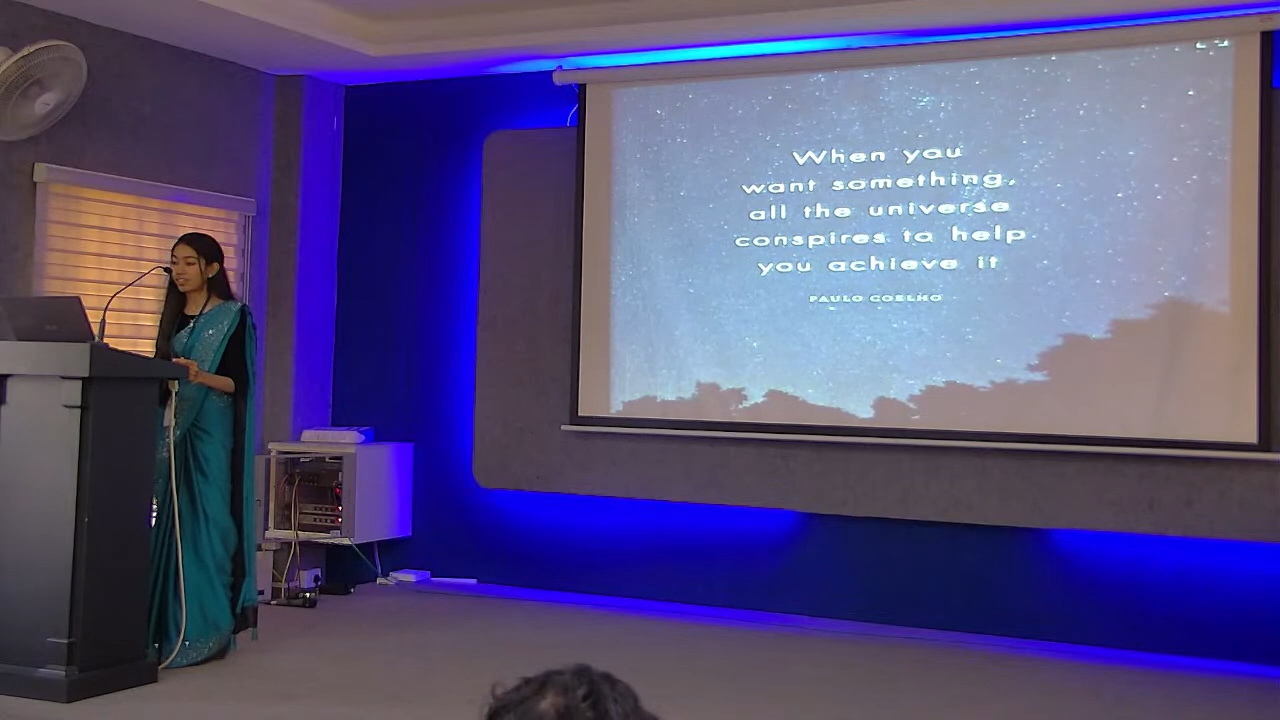 When you
want something,
all the universe
conspires to help
you achieve it
PAULO COELHO